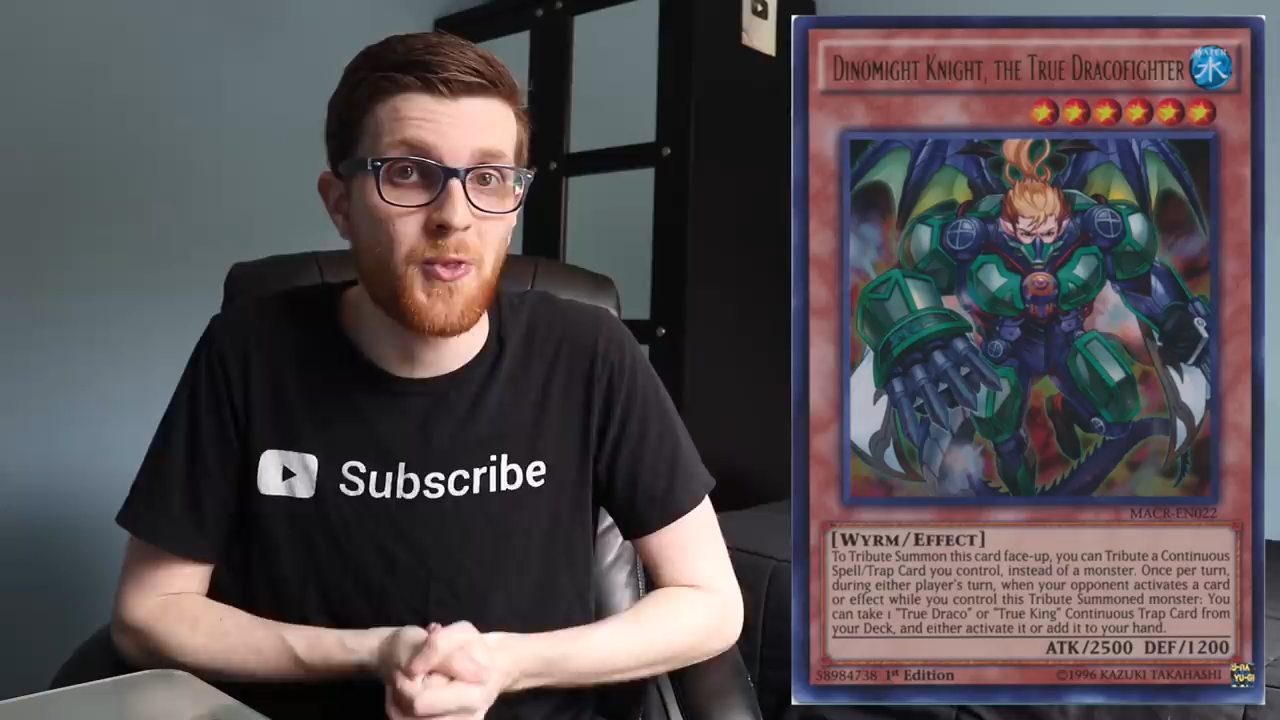 Subscribe
DINOMIGHT KNIGHT, THE TRUE DRACOFIGHTER
WATER
水
MACR-EN022
[WYRM/EFFECT]
To Tribute Summon this card face-up, you can Tribute a Continuous
Spell/Trap Card you control, instead of a monster. Once per turn,
during either player's turn, when your opponent activates a card
or effect while you control this Tribute Summoned monster: You
can take 1 "True Draco" or "True King" Continuous Trap Card from
your Deck, and either activate it or add it to your hand.
ATK/2500 DEF/1200
58984738 1st Edition
©1996 KAZUKI TAKAHASHI